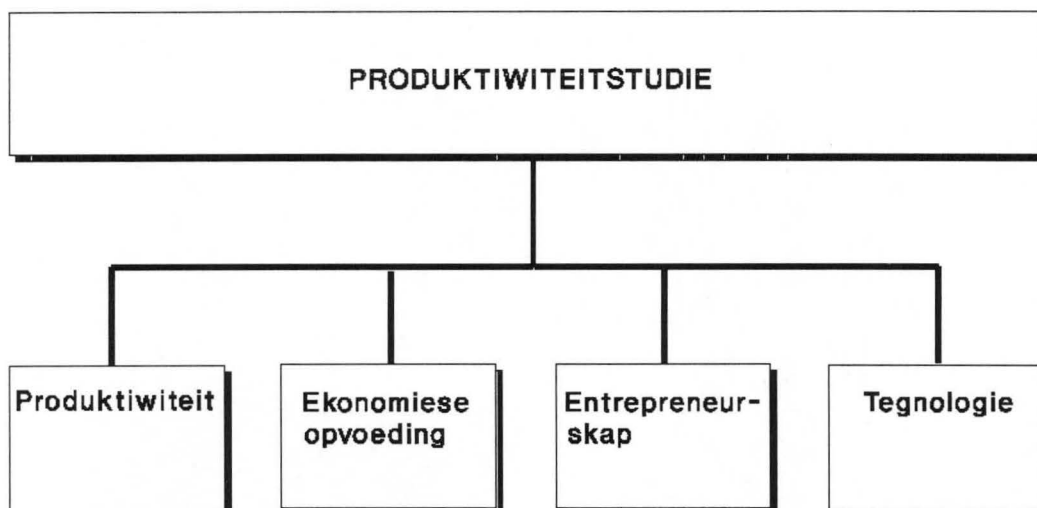 PRODUKTIWITEITSTUDIE
Produktiwiteit
Ekonomiese
opvoeding
Entrepreneur-
skap
Tegnologie